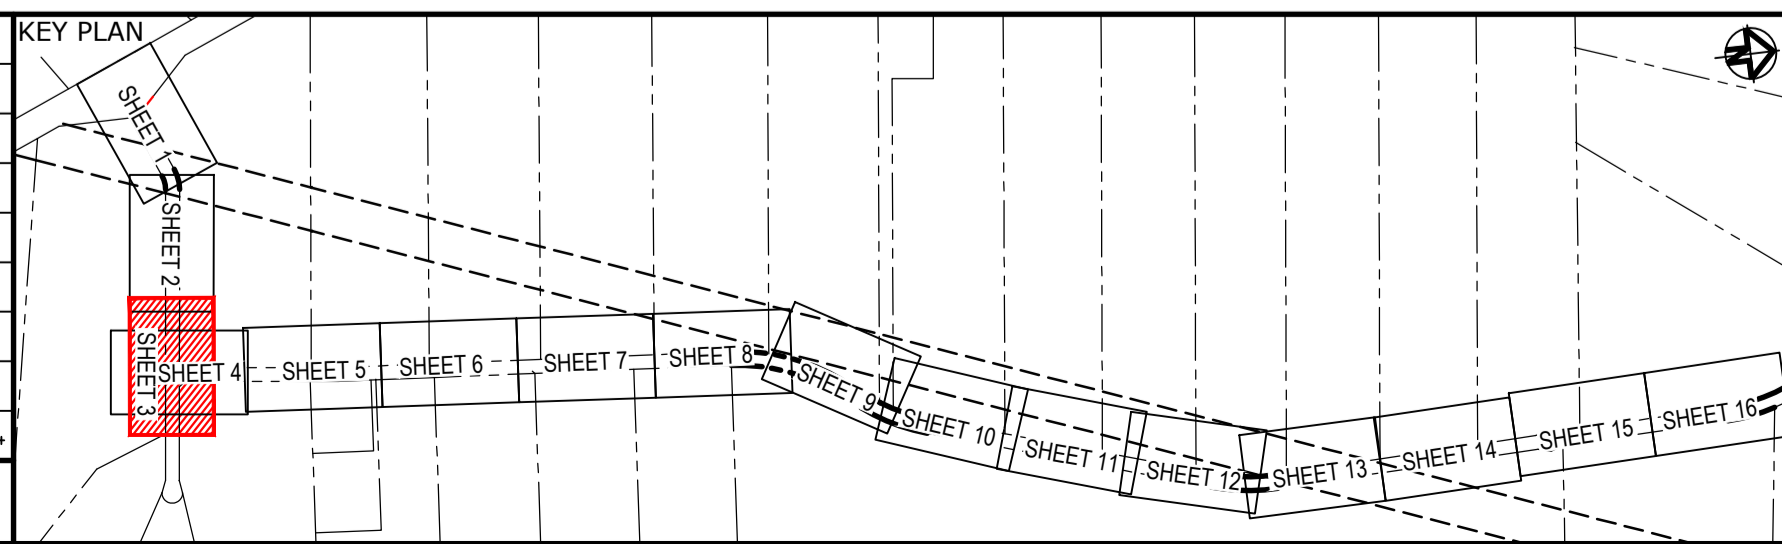 KEY PLAN
N
SHEET 1
SHEET 2
SHEET 3
SHEET 4
SHEET 5
SHEET 6
SHEET 7
SHEET 8
SHEET 9
SHEET 10
SHEET 11
SHEET 12
SHEET 13
SHEET 14
SHEET 15
SHEET 16